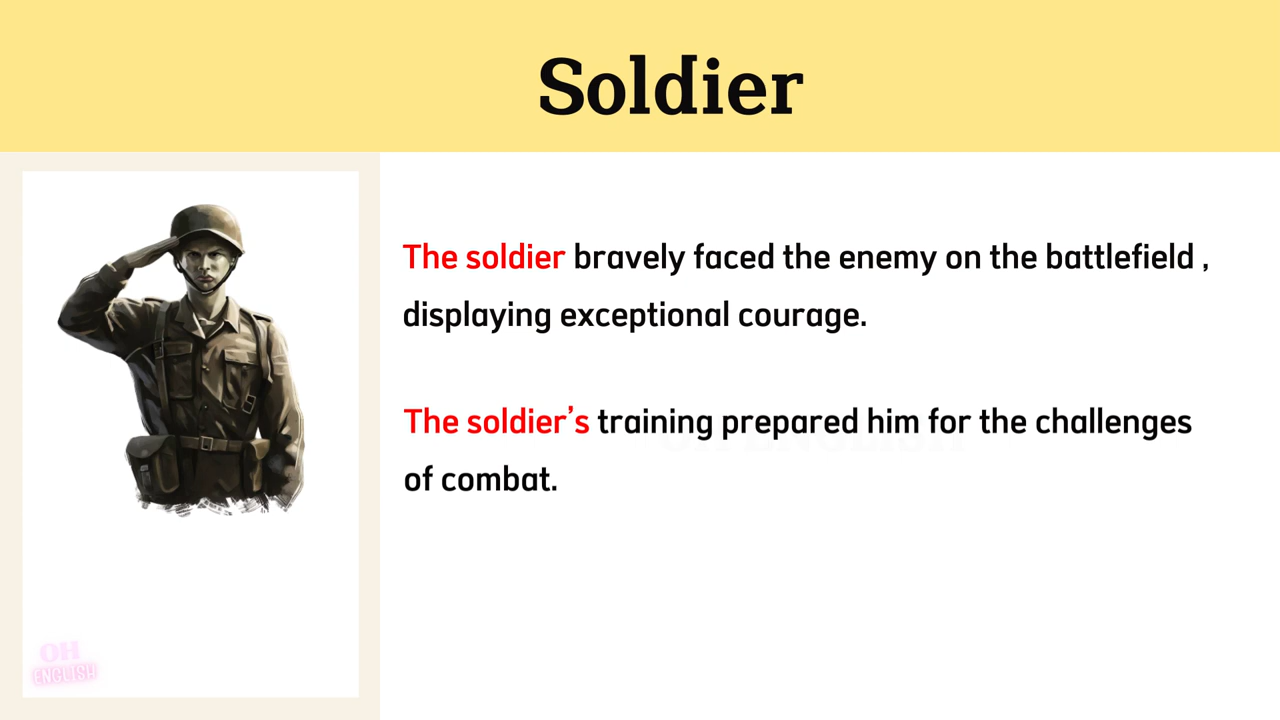 Soldier
The soldier bravely faced the enemy on the battlefield ,
displaying exceptional courage.
The soldier's training prepared him for the challenges
of combat.
OH
ENGLISH